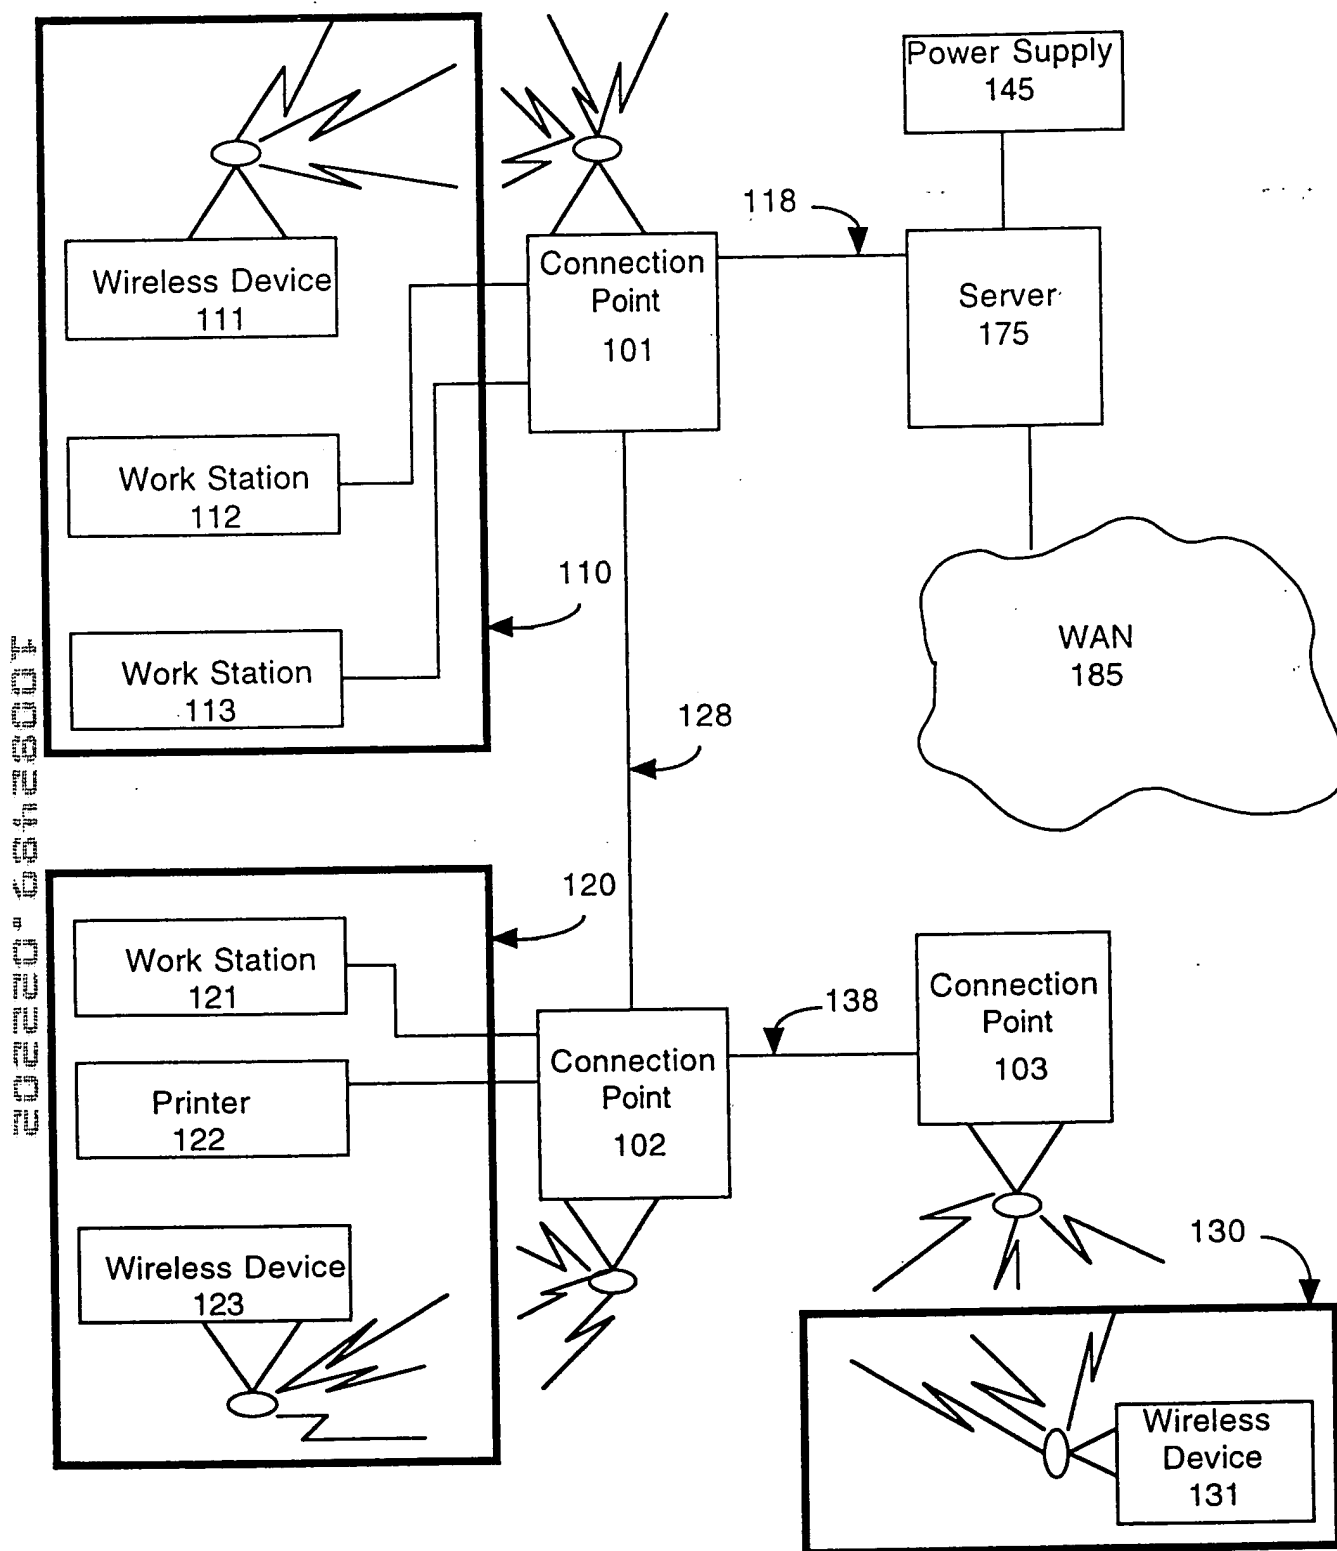 Power Supply
145
118
Wireless Device
111
Connection
Point
101
Server
175
Work Station
112
110
WAN
185
Work Station
113
128
120
Work Station
121
Connection
Point
102
138
Connection
Point
103
Printer
122
130
Wireless Device
123
Wireless
Device
131